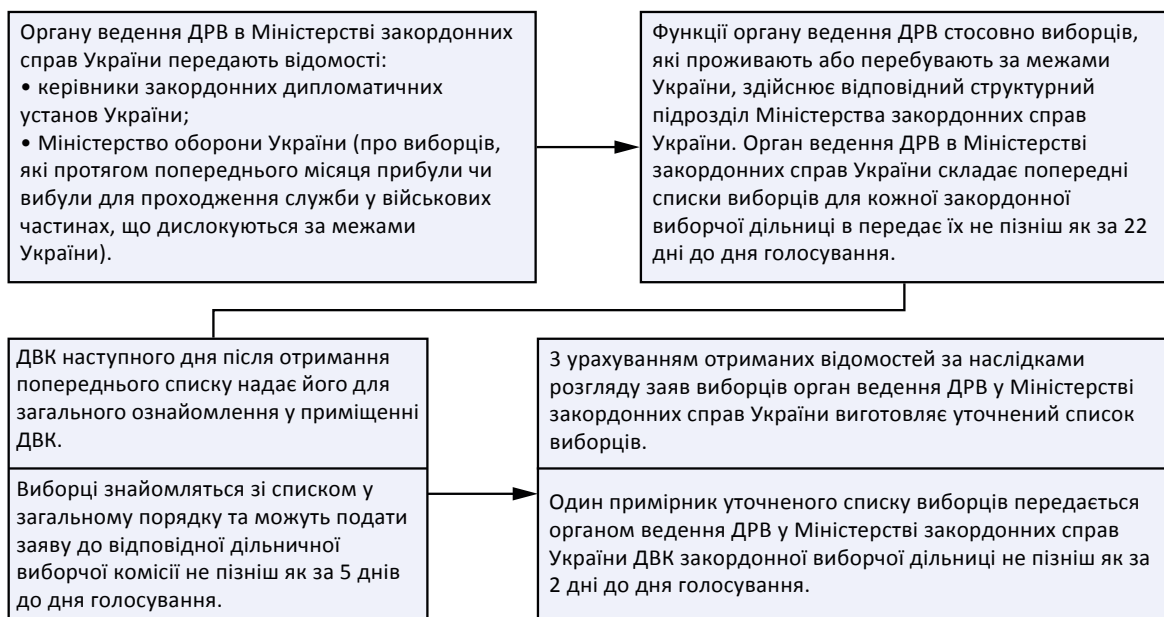 Органу ведення ДРВ в Міністерстві закордонних
справ України передають відомості:
• керівники закордонних дипломатичних
установ України;
• Міністерство оборони України (про виборців,
які протягом попереднього місяця прибули чи
вибули для проходження служби у військових
частинах, що дислокуються за межами
України).
Функції органу ведення ДРВ стосовно виборців,
які проживають або перебувають за межами
України, здійснює відповідний структурний
підрозділ Міністерства закордонних справ
України. Орган ведення ДРВ в Міністерстві
закордонних справ України складає попередні
списки виборців для кожної закордонної
виборчої дільниці в передає їх не пізніш як за 22
дні до дня голосування.
ДВК наступного дня після отримання
попереднього списку надає його для
загального ознайомлення у приміщенні
ДВК.
Виборці знайомляться зі списком у
загальному порядку та можуть подати
заяву до відповідної дільничної
виборчої комісії не пізніш як за 5 днів
до дня голосування.
З урахуванням отриманих відомостей за наслідками
розгляду заяв виборців орган ведення ДРВ у Міністерстві
закордонних справ України виготовляє уточнений список
виборців.
Один примірник уточненого списку виборців передається
органом ведення ДРВ у Міністерстві закордонних справ
України ДВК закордонної виборчої дільниці не пізніш як за
2 дні до дня голосування.